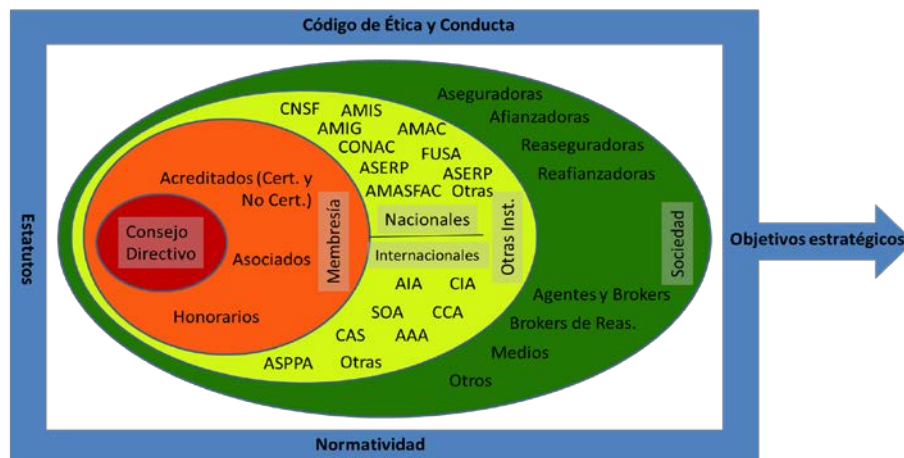 Código de Ética y Conducta
Estatutos
Consejo
Directivo
Acreditados (Cert. y
No Cert.)
Asociados
Honorarios
Membresía
CNSF AMIS
AMIG AMAC
CONAC FUSA
ASERP ASERP
AMASFAC Otras
Nacionales
Internacionales
AIA CIA
SOA CCA
CAS AAA
ASPPA Otras
Otras Inst.
Aseguradoras
Afianzadoras
Reaseguradoras
Reafianzadoras
Sociedad
Agentes y Brokers
Brokers de Reas.
Medios
Otros
Objetivos estratégicos
Normatividad